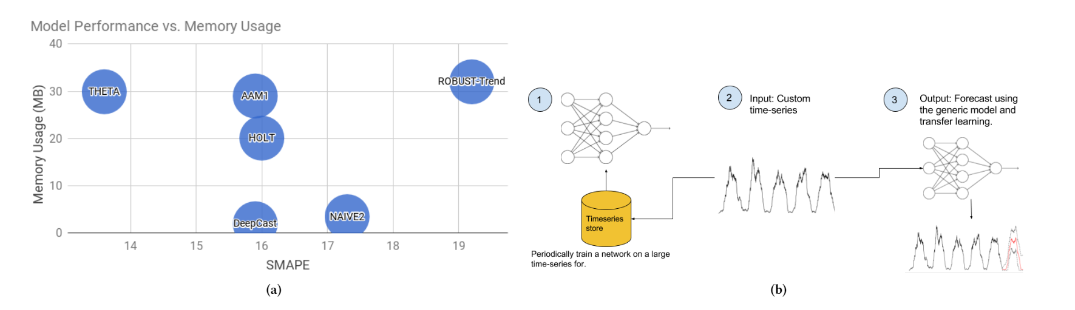 Model Performance vs. Memory Usage
40
30
20
10
0
Memory Usage (MB)
THETA
AAM1
HOLT
DeepCast
NAIVE2
ROBUST-Trend
14
15
16
17
18
19
SMAPE
(a)
1
Timeseries
store
Periodically train a network on a large
time-series for.
2
Input: Custom
time-series
3
Output: Forecast using
the generic model and
transfer learning.
(b)